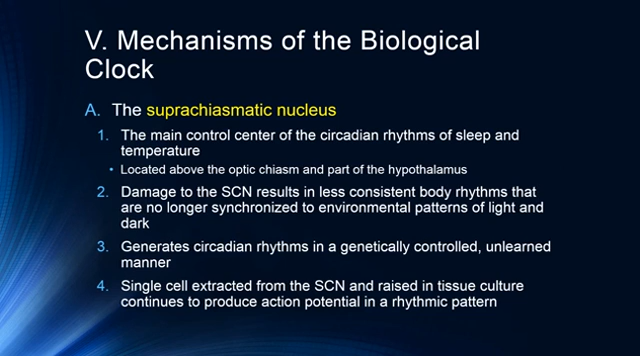 V. Mechanisms of the Biological
Clock
A. The suprachiasmatic nucleus
1. The main control center of the circadian rhythms of sleep and
temperature
• Located above the optic chiasm and part of the hypothalamus
2. Damage to the SCN results in less consistent body rhythms that
are no longer synchronized to environmental patterns of light and
dark
3. Generates circadian rhythms in a genetically controlled, unlearned
manner
4. Single cell extracted from the SCN and raised in tissue culture
continues to produce action potential in a rhythmic pattern